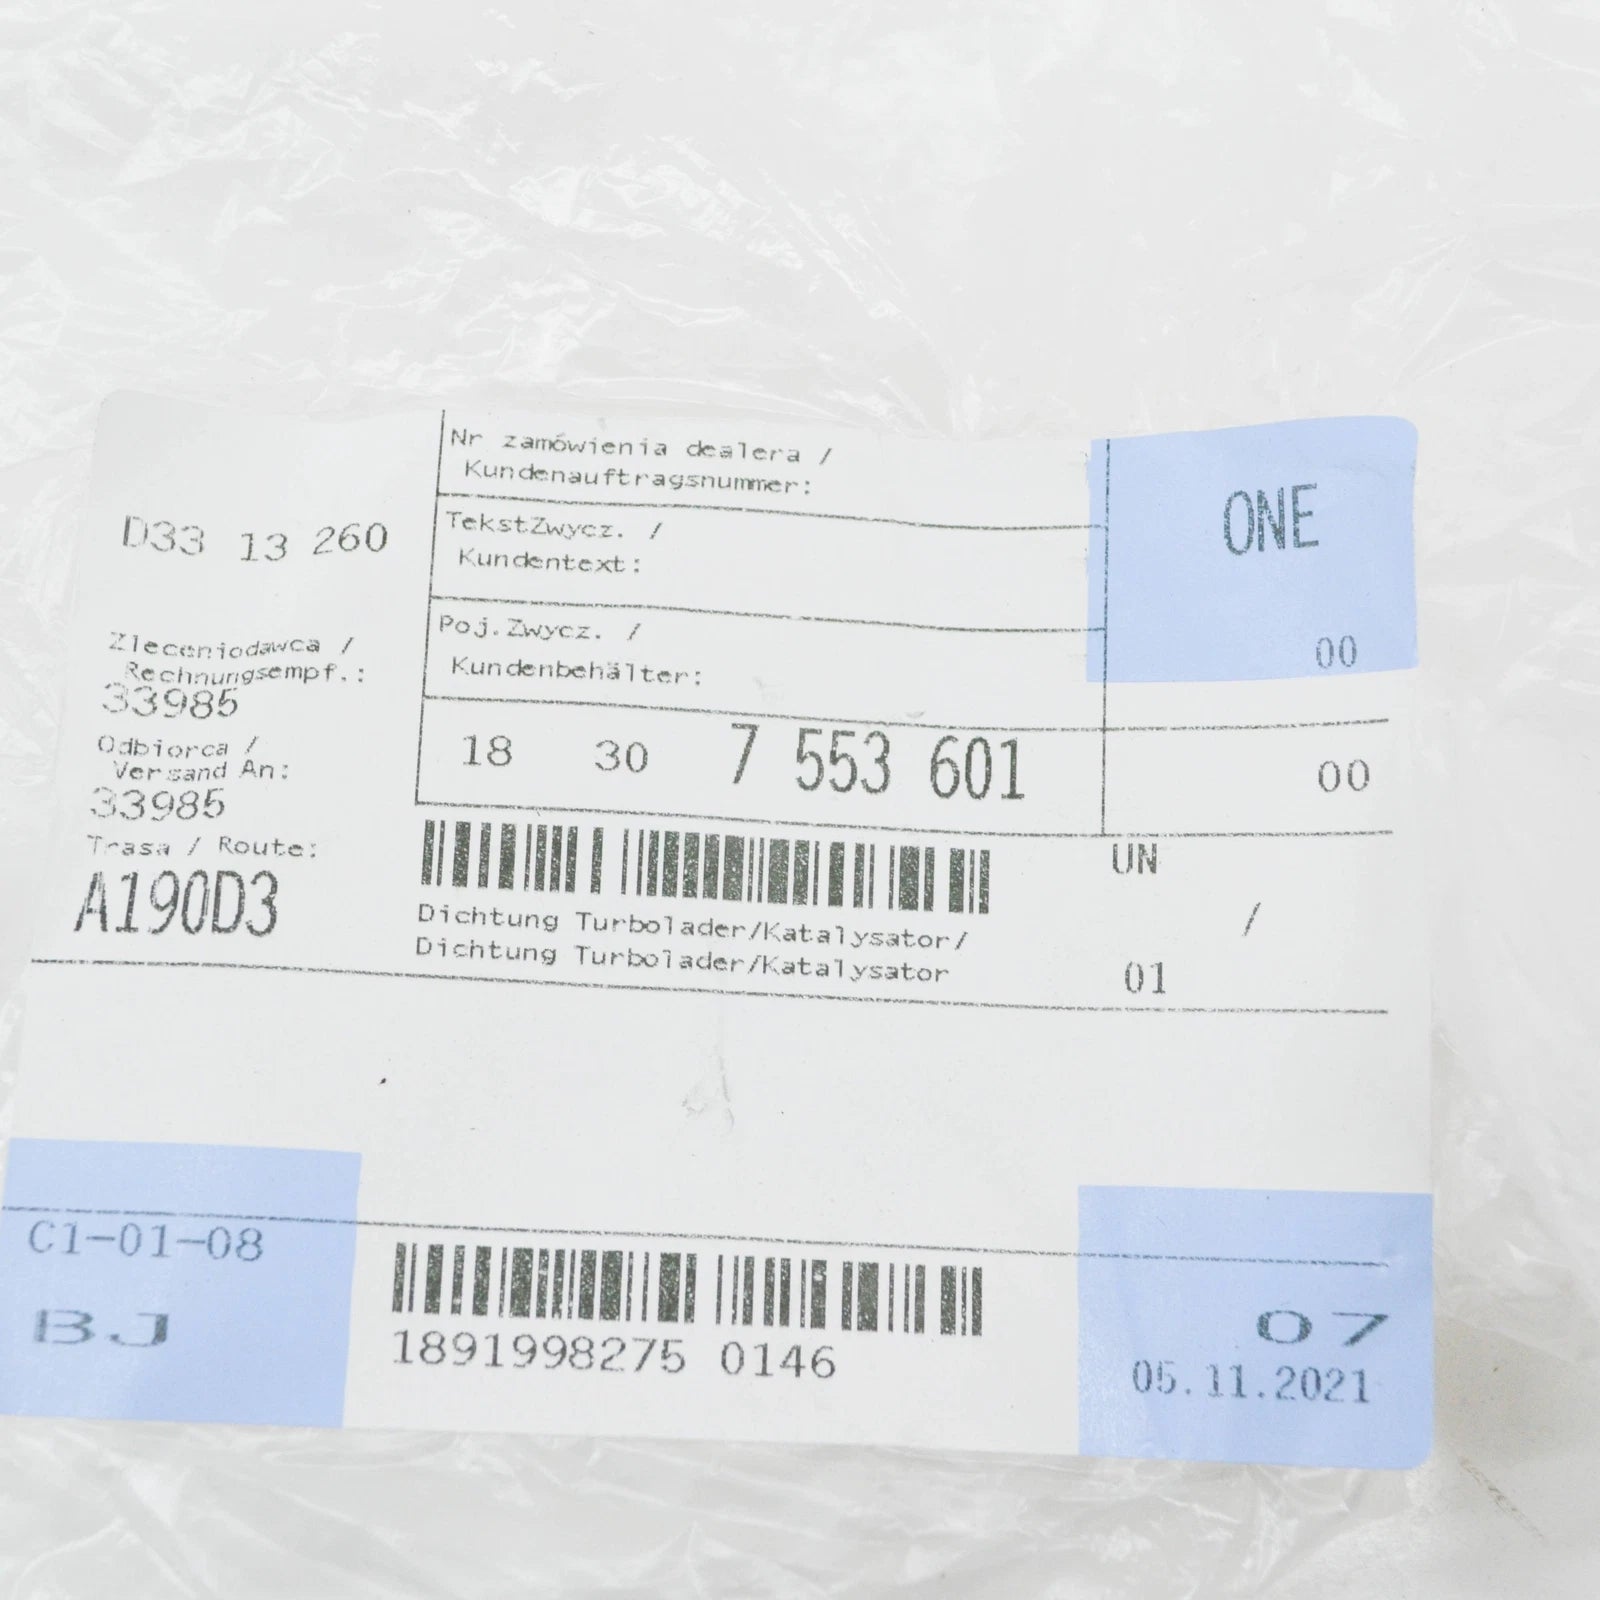 Nr zamówienia dealera /
Kundenauftragsnummer:
ONE
D33 13 260
TekstZwycz. /
Kundentext:
Zleceniodawca /
Rechnungsempf.:
33985
Poj.Zwycz. /
Kundenbehälter:
00
Odbiorca /
Versand An:
33985
18 30 7 553 601
00
Trasa / Route:
A190D3
UN
Dichtung Turbolader/Katalysator/
Dichtung Turbolader/Katalysator
/
01
C1-01-08
BJ
1891998275 0146
07
05.11.2021